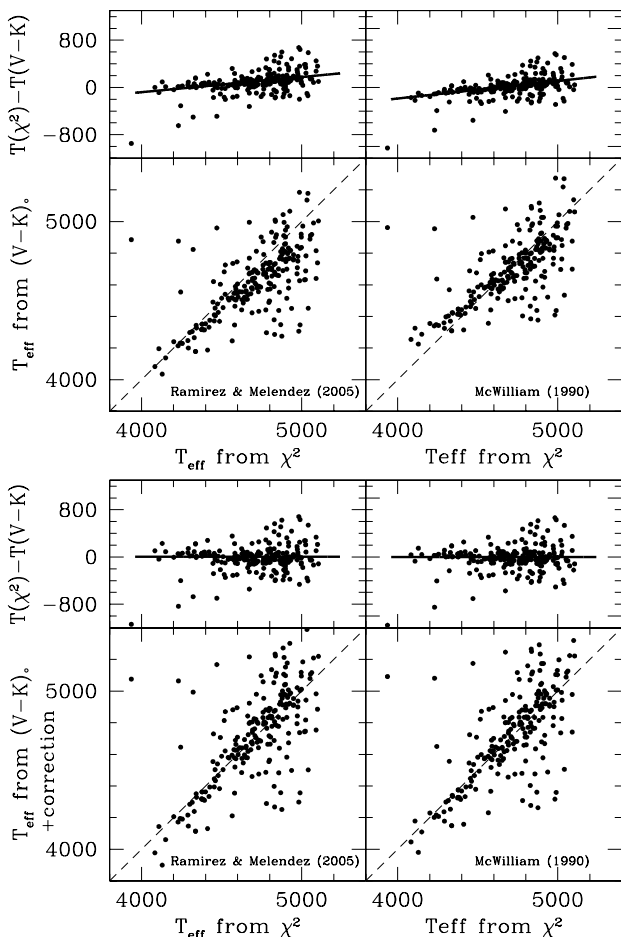 800
0
−800
T(χ²)−T(V−K)
5000
4000
T_eff from (V−K)∘
Ramirez & Melendez (2005)
McWilliam (1990)
4000 5000 4000 5000
T_eff from χ² Teff from χ²
800
0
−800
T(χ²)−T(V−K)
5000
4000
T_eff from (V−K)∘
+correction
Ramirez & Melendez (2005)
McWilliam (1990)
4000 5000 4000 5000
T_eff from χ² Teff from χ²